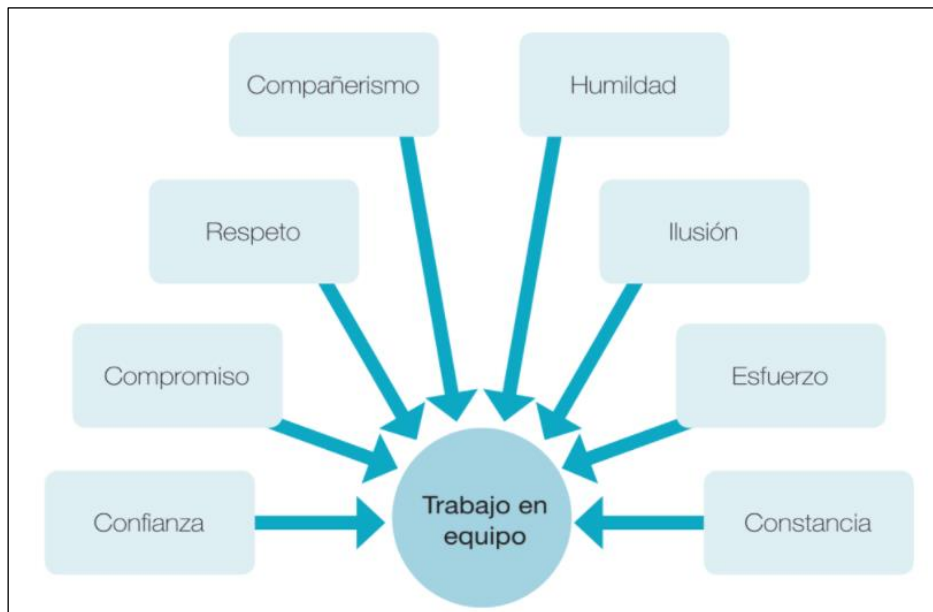 Compañerismo
Humildad
Respeto
Ilusión
Compromiso
Esfuerzo
Confianza
Trabajo en
equipo
Constancia